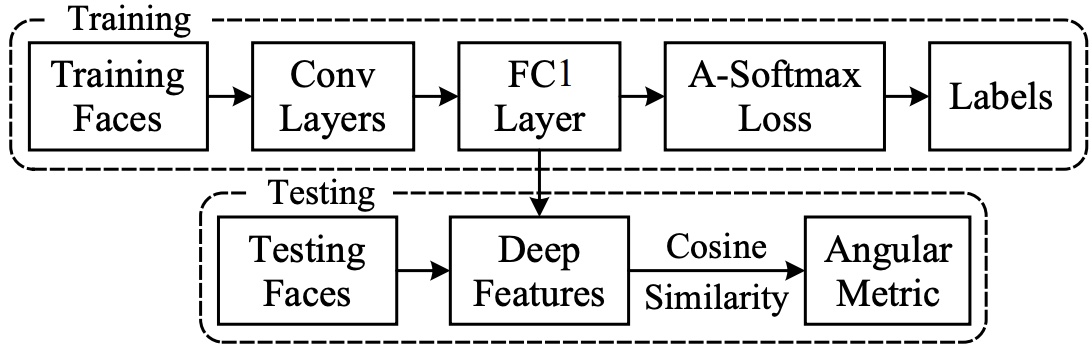 Training
Training
Faces
Conv
Layers
FC1
Layer
A-Softmax
Loss
Labels
Testing
Testing
Faces
Deep
Features
Cosine
Similarity
Angular
Metric